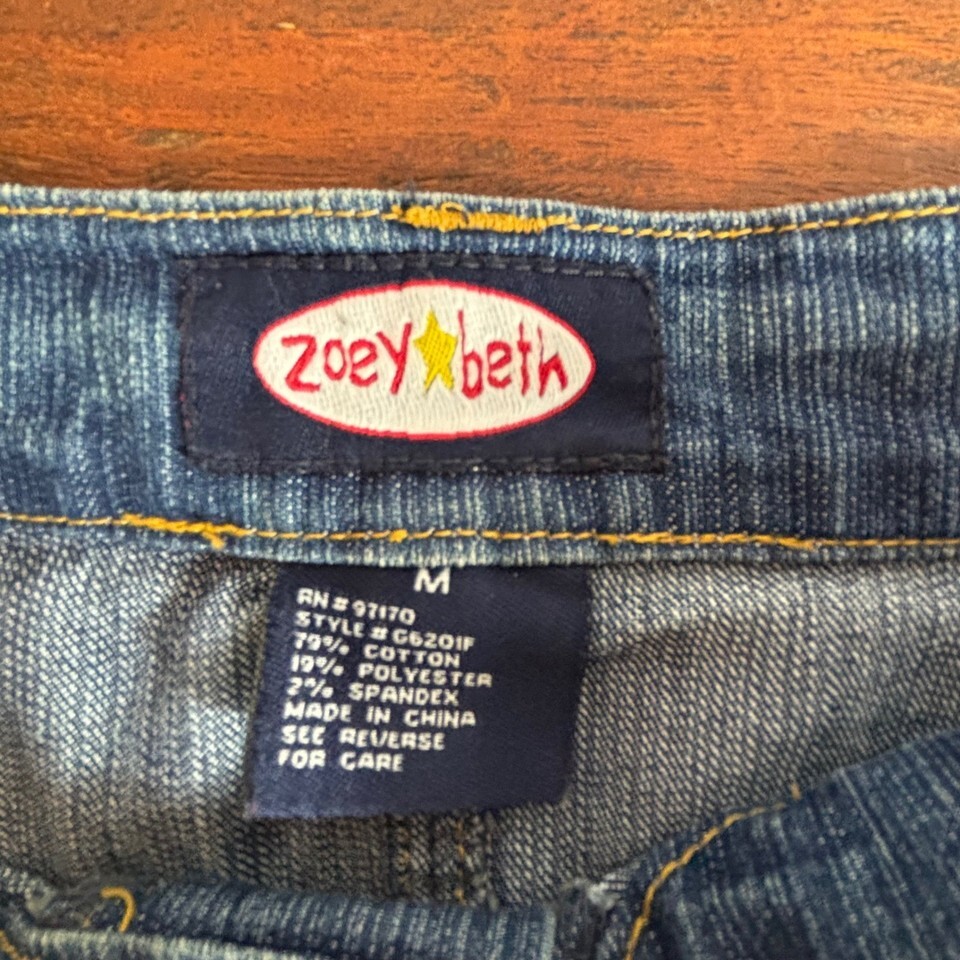 zoey beth
M
RN # 97170
STYLE # G6201F
79% COTTON
19% POLYESTER
2% SPANDEX
MADE IN CHINA
SEE REVERSE
FOR CARE